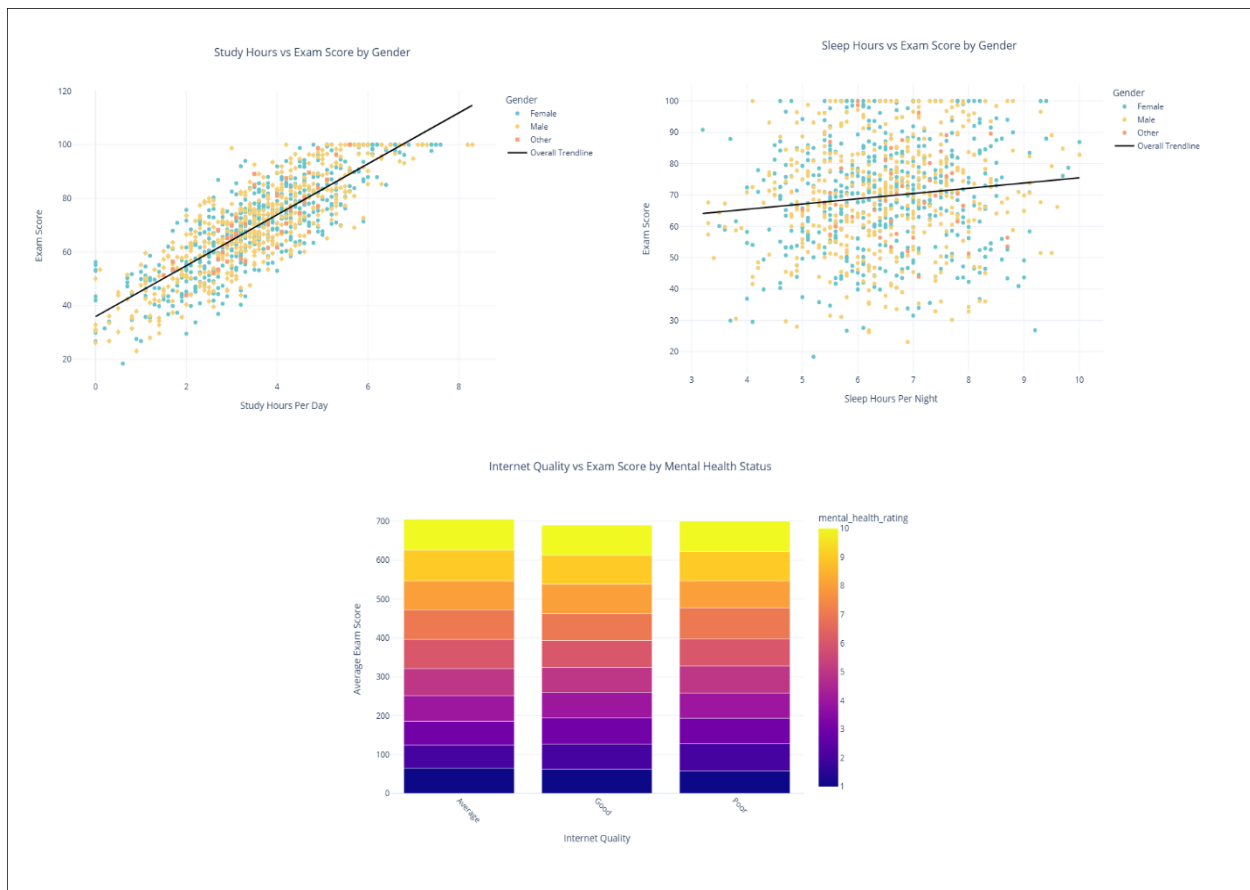 Study Hours vs Exam Score by Gender
120
100
80
60
40
20
Exam Score
0
2
4
6
8
Study Hours Per Day
Gender
Female
Male
Other
Overall Trendline
Sleep Hours vs Exam Score by Gender
100
90
80
70
60
50
40
30
20
Exam Score
3
4
5
6
7
8
9
10
Sleep Hours Per Night
Gender
Female
Male
Other
Overall Trendline
Internet Quality vs Exam Score by Mental Health Status
700
600
500
400
300
200
100
0
Average Exam Score
Average
Good
Poor
Internet Quality
mental_health_rating
10
9
8
7
6
5
4
3
2
1